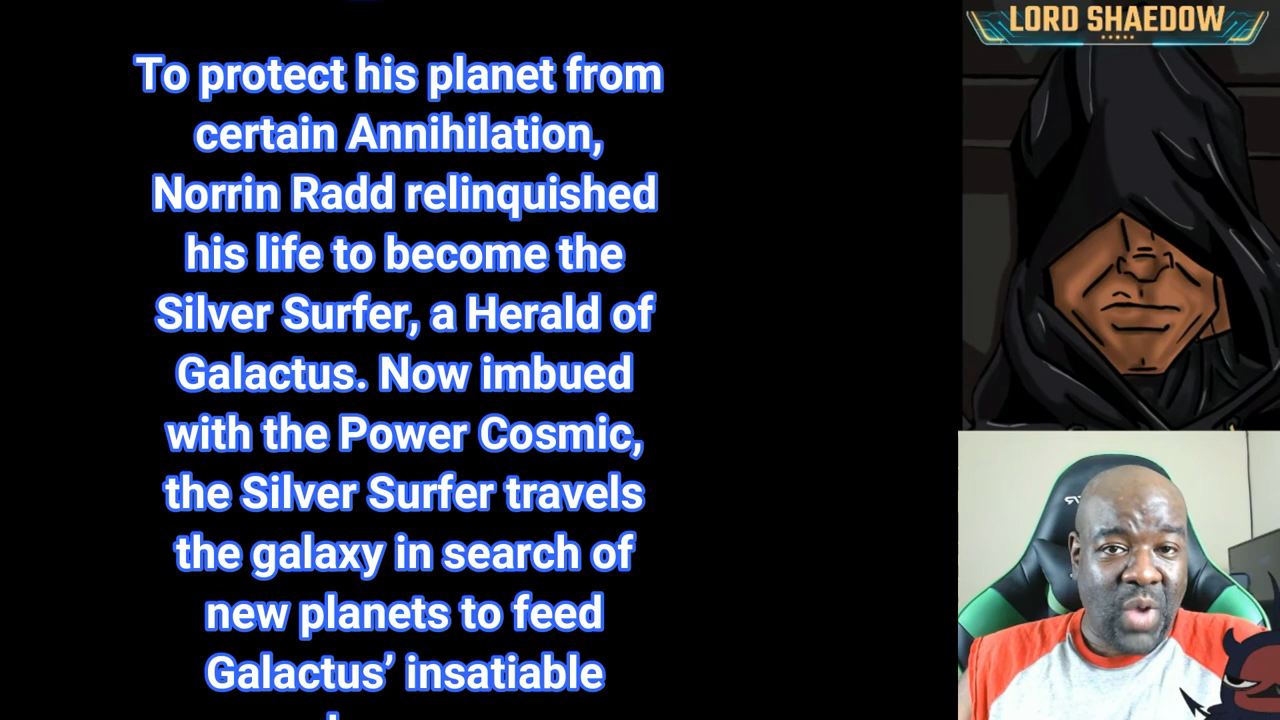 LORD SHAEDOW
To protect his planet from
certain Annihilation,
Norrin Radd relinquished
his life to become the
Silver Surfer, a Herald of
Galactus. Now imbued
with the Power Cosmic,
the Silver Surfer travels
the galaxy in search of
new planets to feed
Galactus’ insatiable